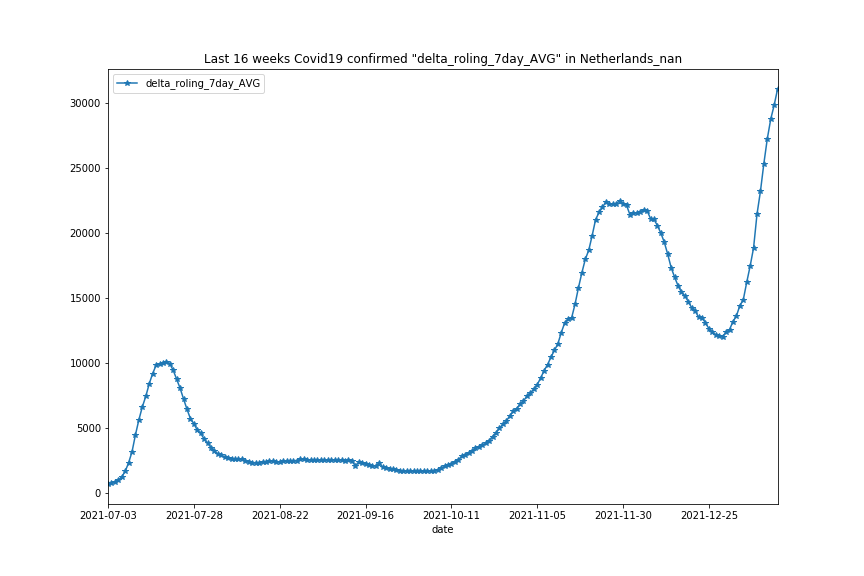 Last 16 weeks Covid19 confirmed "delta_roling_7day_AVG" in Netherlands_nan
delta_roling_7day_AVG
30000
25000
20000
15000
10000
5000
0
2021-07-03 2021-07-28 2021-08-22 2021-09-16 2021-10-11 2021-11-05 2021-11-30 2021-12-25
date